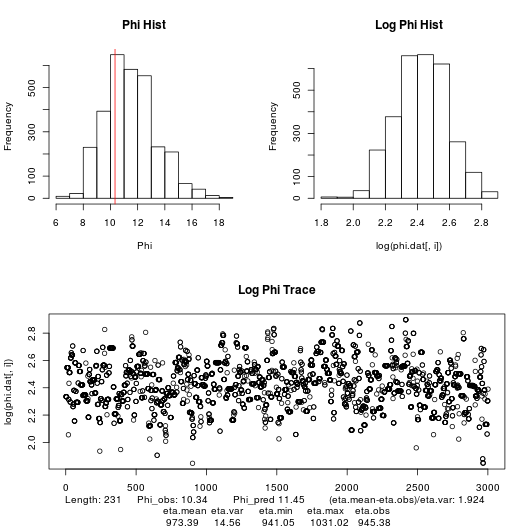 Phi Hist
Log Phi Hist
Frequency
0 100 300 500
6 8 10 12 14 16 18
Phi
Frequency
0 100 300 500
1.8 2.0 2.2 2.4 2.6 2.8
log(phi.dat[, i])
Log Phi Trace
log(phi.dat[, i])
2.0 2.2 2.4 2.6 2.8
0 500 1000 1500 2000 2500 3000
Length: 231 Phi_obs: 10.34 Phi_pred 11.45 (eta.mean-eta.obs)/eta.var: 1.924
eta.mean eta.var eta.min eta.max eta.obs
973.39 14.56 941.05 1031.02 945.38